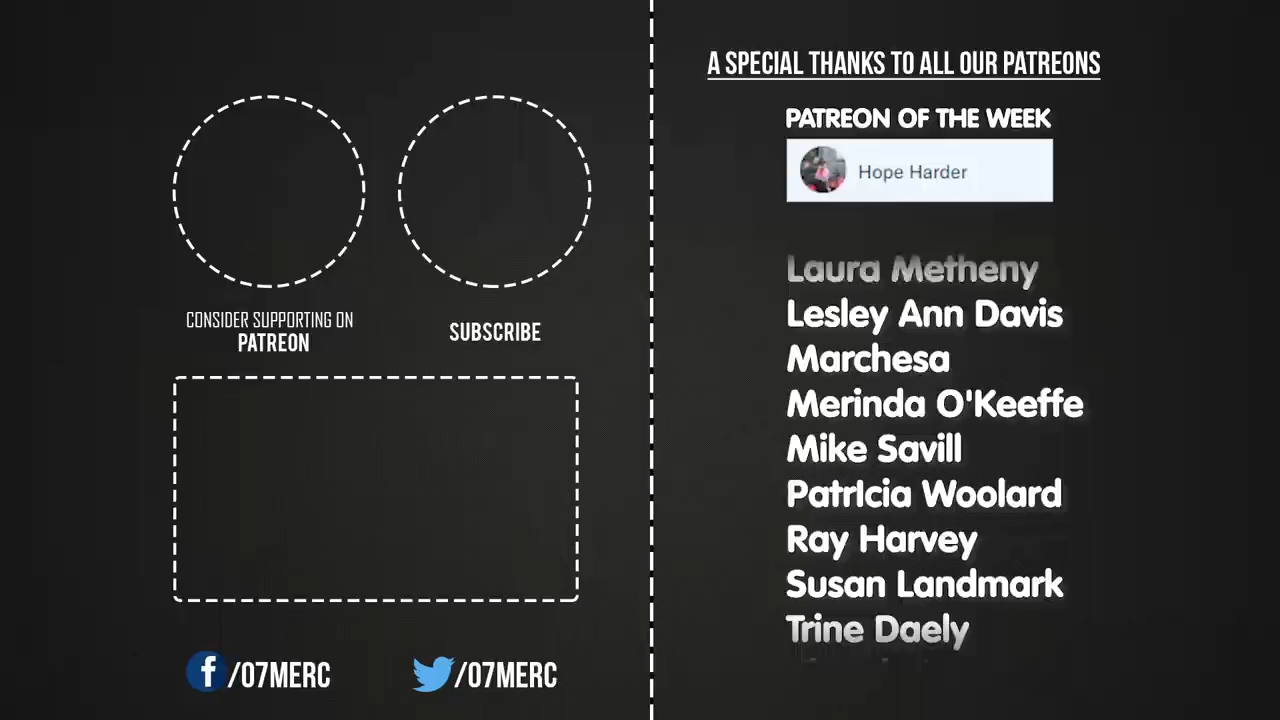 CONSIDER SUPPORTING ON
PATREON
SUBSCRIBE
/07MERC
/07MERC
A SPECIAL THANKS TO ALL OUR PATREONS
PATREON OF THE WEEK
Hope Harder
Laura Metheny
Lesley Ann Davis
Marchesa
Merinda O'Keeffe
Mike Savill
PatrIcia Woolard
Ray Harvey
Susan Landmark
Trine Daely